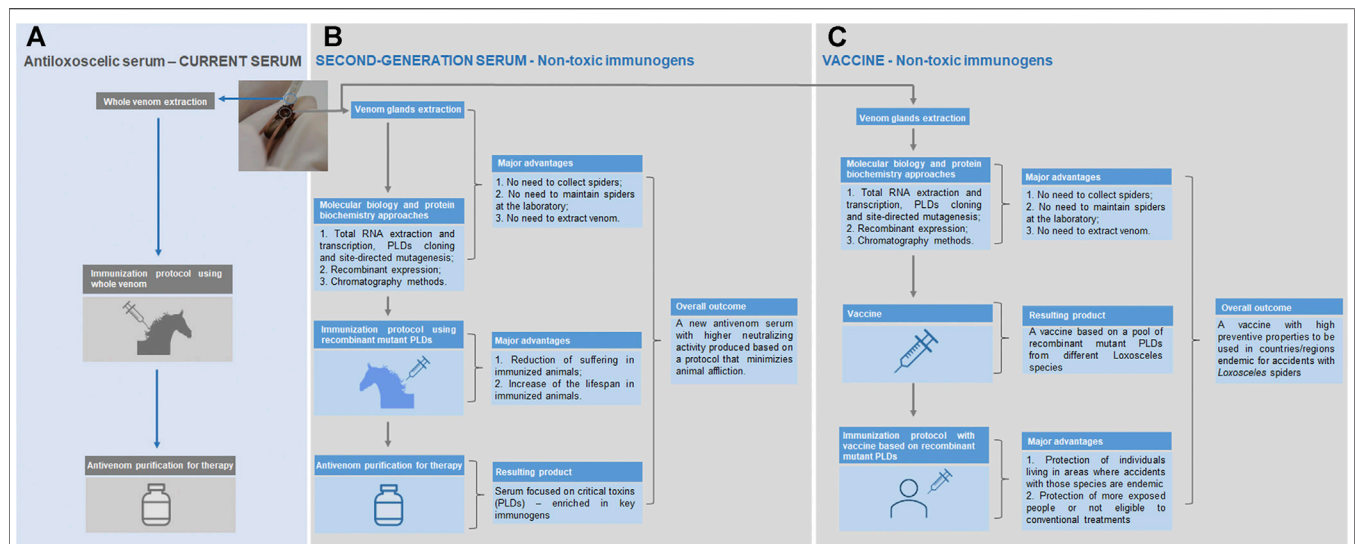 A
Antiloxoscelic serum – CURRENT SERUM
Whole venom extraction
Immunization protocol using
whole venom
Antivenom purification for therapy
B
SECOND-GENERATION SERUM - Non-toxic immunogens
Venom glands extraction
Major advantages
1. No need to collect spiders;
2. No need to maintain spiders
at the laboratory;
3. No need to extract venom.
Molecular biology and protein
biochemistry approaches
1. Total RNA extraction and
transcription, PLDs cloning
and site-directed mutagenesis;
2. Recombinant expression;
3. Chromatography methods.
Immunization protocol using
recombinant mutant PLDs
Major advantages
1. Reduction of suffering in
immunized animals;
2. Increase of the lifespan in
immunized animals.
Antivenom purification for therapy
Resulting product
Serum focused on critical toxins
(PLDs) – enriched in key
immunogens
Overall outcome
A new antivenom serum
with higher neutralizing
activity produced based on
a protocol that minimizies
animal affliction.
C
VACCINE - Non-toxic immunogens
Venom glands extraction
Molecular biology and protein
biochemistry approaches
1. Total RNA extraction and
transcription, PLDs cloning
and site-directed mutagenesis;
2. Recombinant expression;
3. Chromatography methods.
Major advantages
1. No need to collect spiders;
2. No need to maintain spiders
at the laboratory;
3. No need to extract venom.
Vaccine
Resulting product
A vaccine based on a pool of
recombinant mutant PLDs
from different Loxosceles
species
Immunization protocol with
vaccine based on recombinant
mutant PLDs
Major advantages
1. Protection of individuals
living in areas where accidents
with those species are endemic
2. Protection of more exposed
people or not eligible to
conventional treatments
Overall outcome
A vaccine with high
preventive properties to be
used in countries/regions
endemic for accidents with
Loxosceles spiders